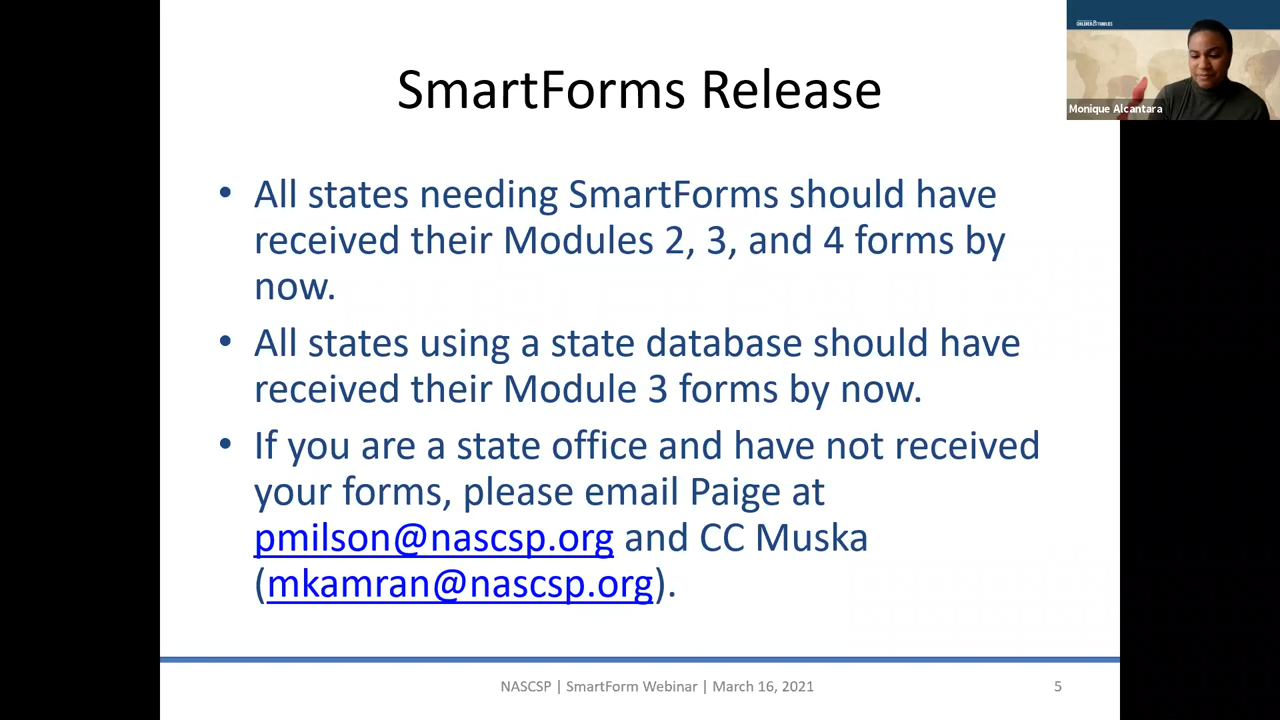 CHILDREN & FAMILIES
Monique Alcantara
SmartForms Release
• All states needing SmartForms should have
received their Modules 2, 3, and 4 forms by
now.
• All states using a state database should have
received their Module 3 forms by now.
• If you are a state office and have not received
your forms, please email Paige at
pmilson@nascsp.org and CC Muska
(mkamran@nascsp.org).
NASCSP | SmartForm Webinar | March 16, 2021
5